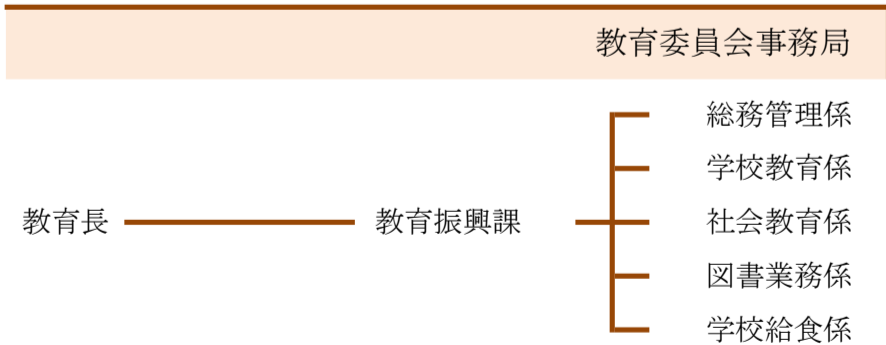 教育委員会事務局
教育長
教育振興課
総務管理係
学校教育係
社会教育係
図書業務係
学校給食係